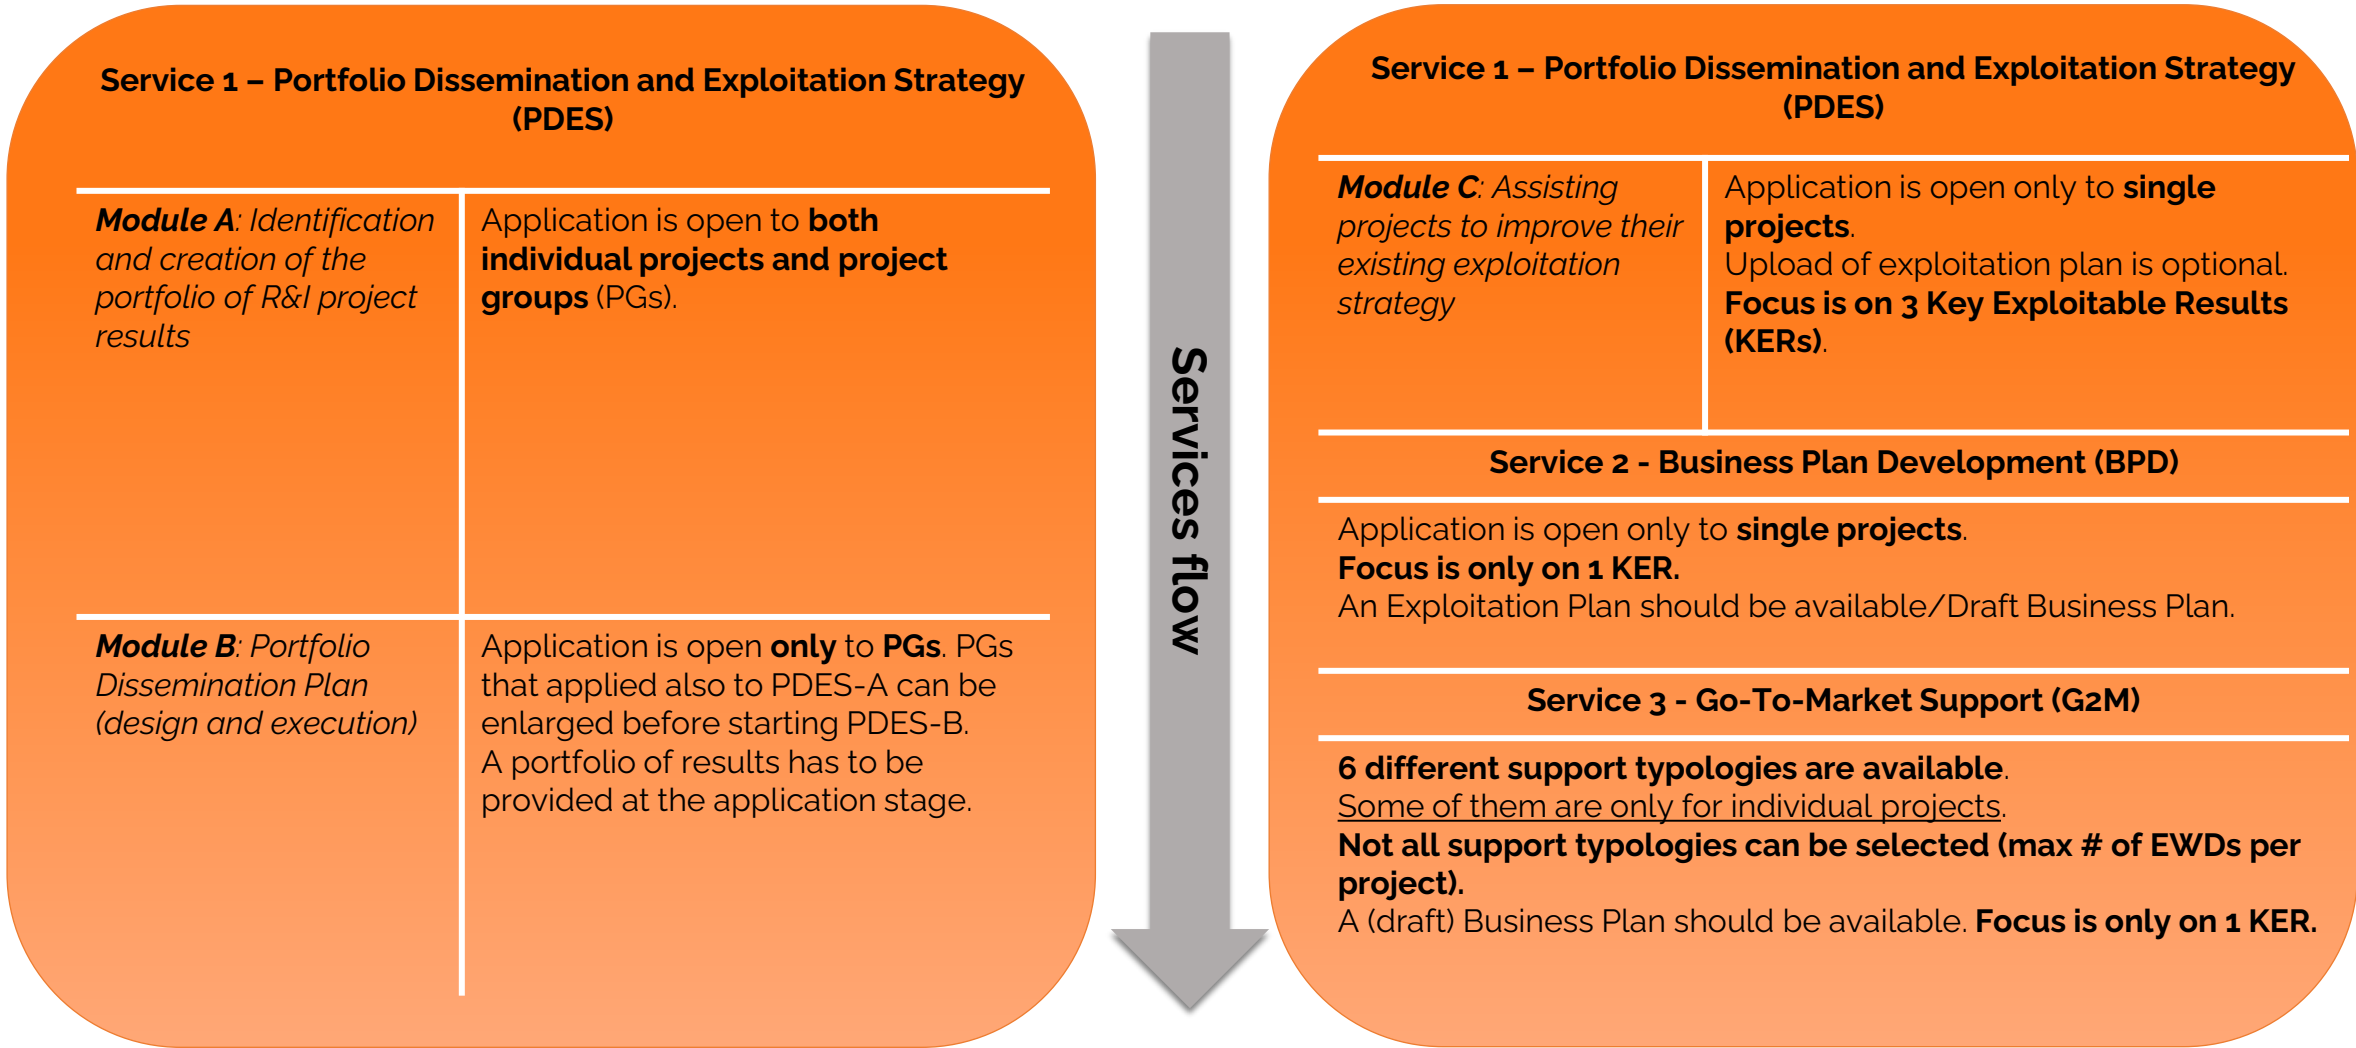 Service 1 – Portfolio Dissemination and Exploitation Strategy
(PDES)
Module A: Identification
and creation of the
portfolio of R&I project
results
Application is open to both
individual projects and project
groups (PGs).
Module B: Portfolio
Dissemination Plan
(design and execution)
Application is open only to PGs. PGs
that applied also to PDES-A can be
enlarged before starting PDES-B.
A portfolio of results has to be
provided at the application stage.
Services flow
Service 1 – Portfolio Dissemination and Exploitation Strategy
(PDES)
Module C: Assisting
projects to improve their
existing exploitation
strategy
Application is open only to single
projects.
Upload of exploitation plan is optional.
Focus is on 3 Key Exploitable Results
(KERs).
Service 2 - Business Plan Development (BPD)
Application is open only to single projects.
Focus is only on 1 KER.
An Exploitation Plan should be available/Draft Business Plan.
Service 3 - Go-To-Market Support (G2M)
6 different support typologies are available.
Some of them are only for individual projects.
Not all support typologies can be selected (max # of EWDs per
project).
A (draft) Business Plan should be available. Focus is only on 1 KER.